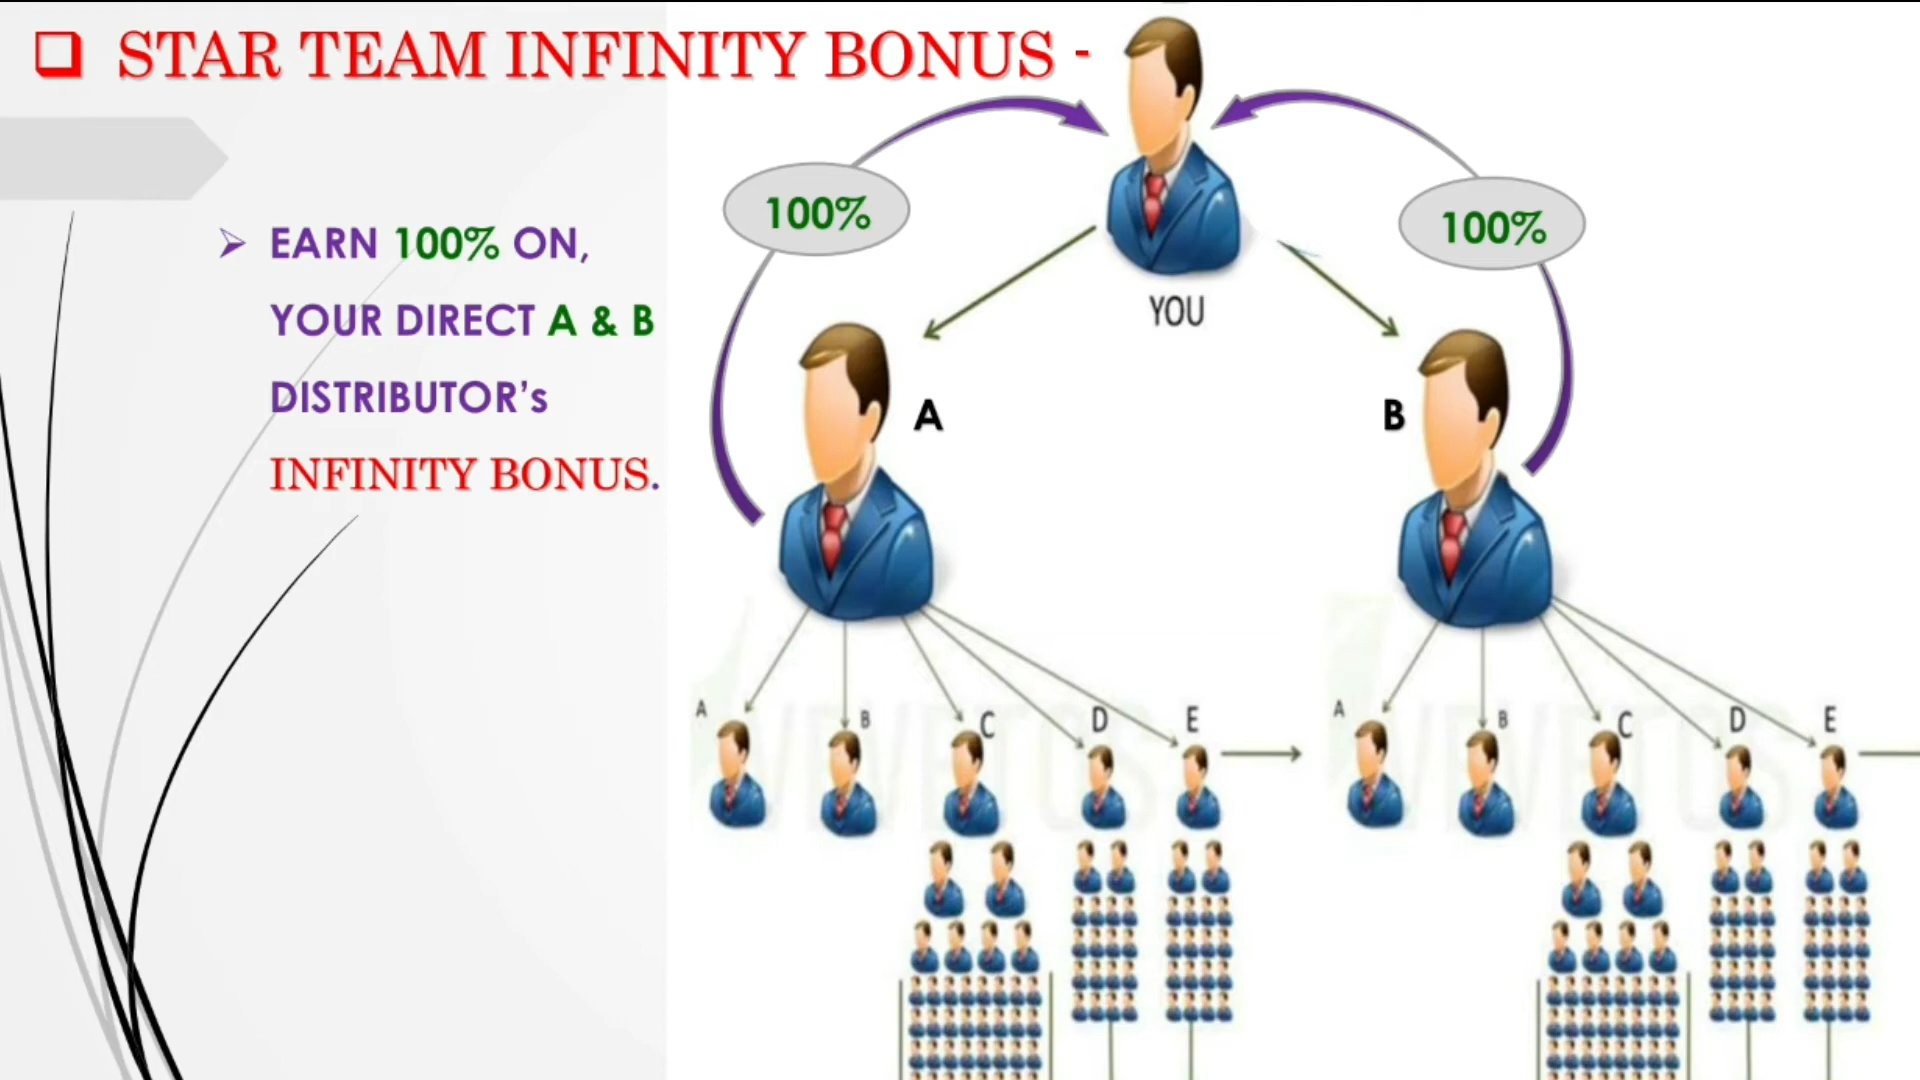 STAR TEAM INFINITY BONUS -
100%
100%
EARN 100% ON,
YOUR DIRECT A & B
DISTRIBUTOR's
INFINITY BONUS.
YOU
A
B
A
B
C
D
E
A
B
C
D
E